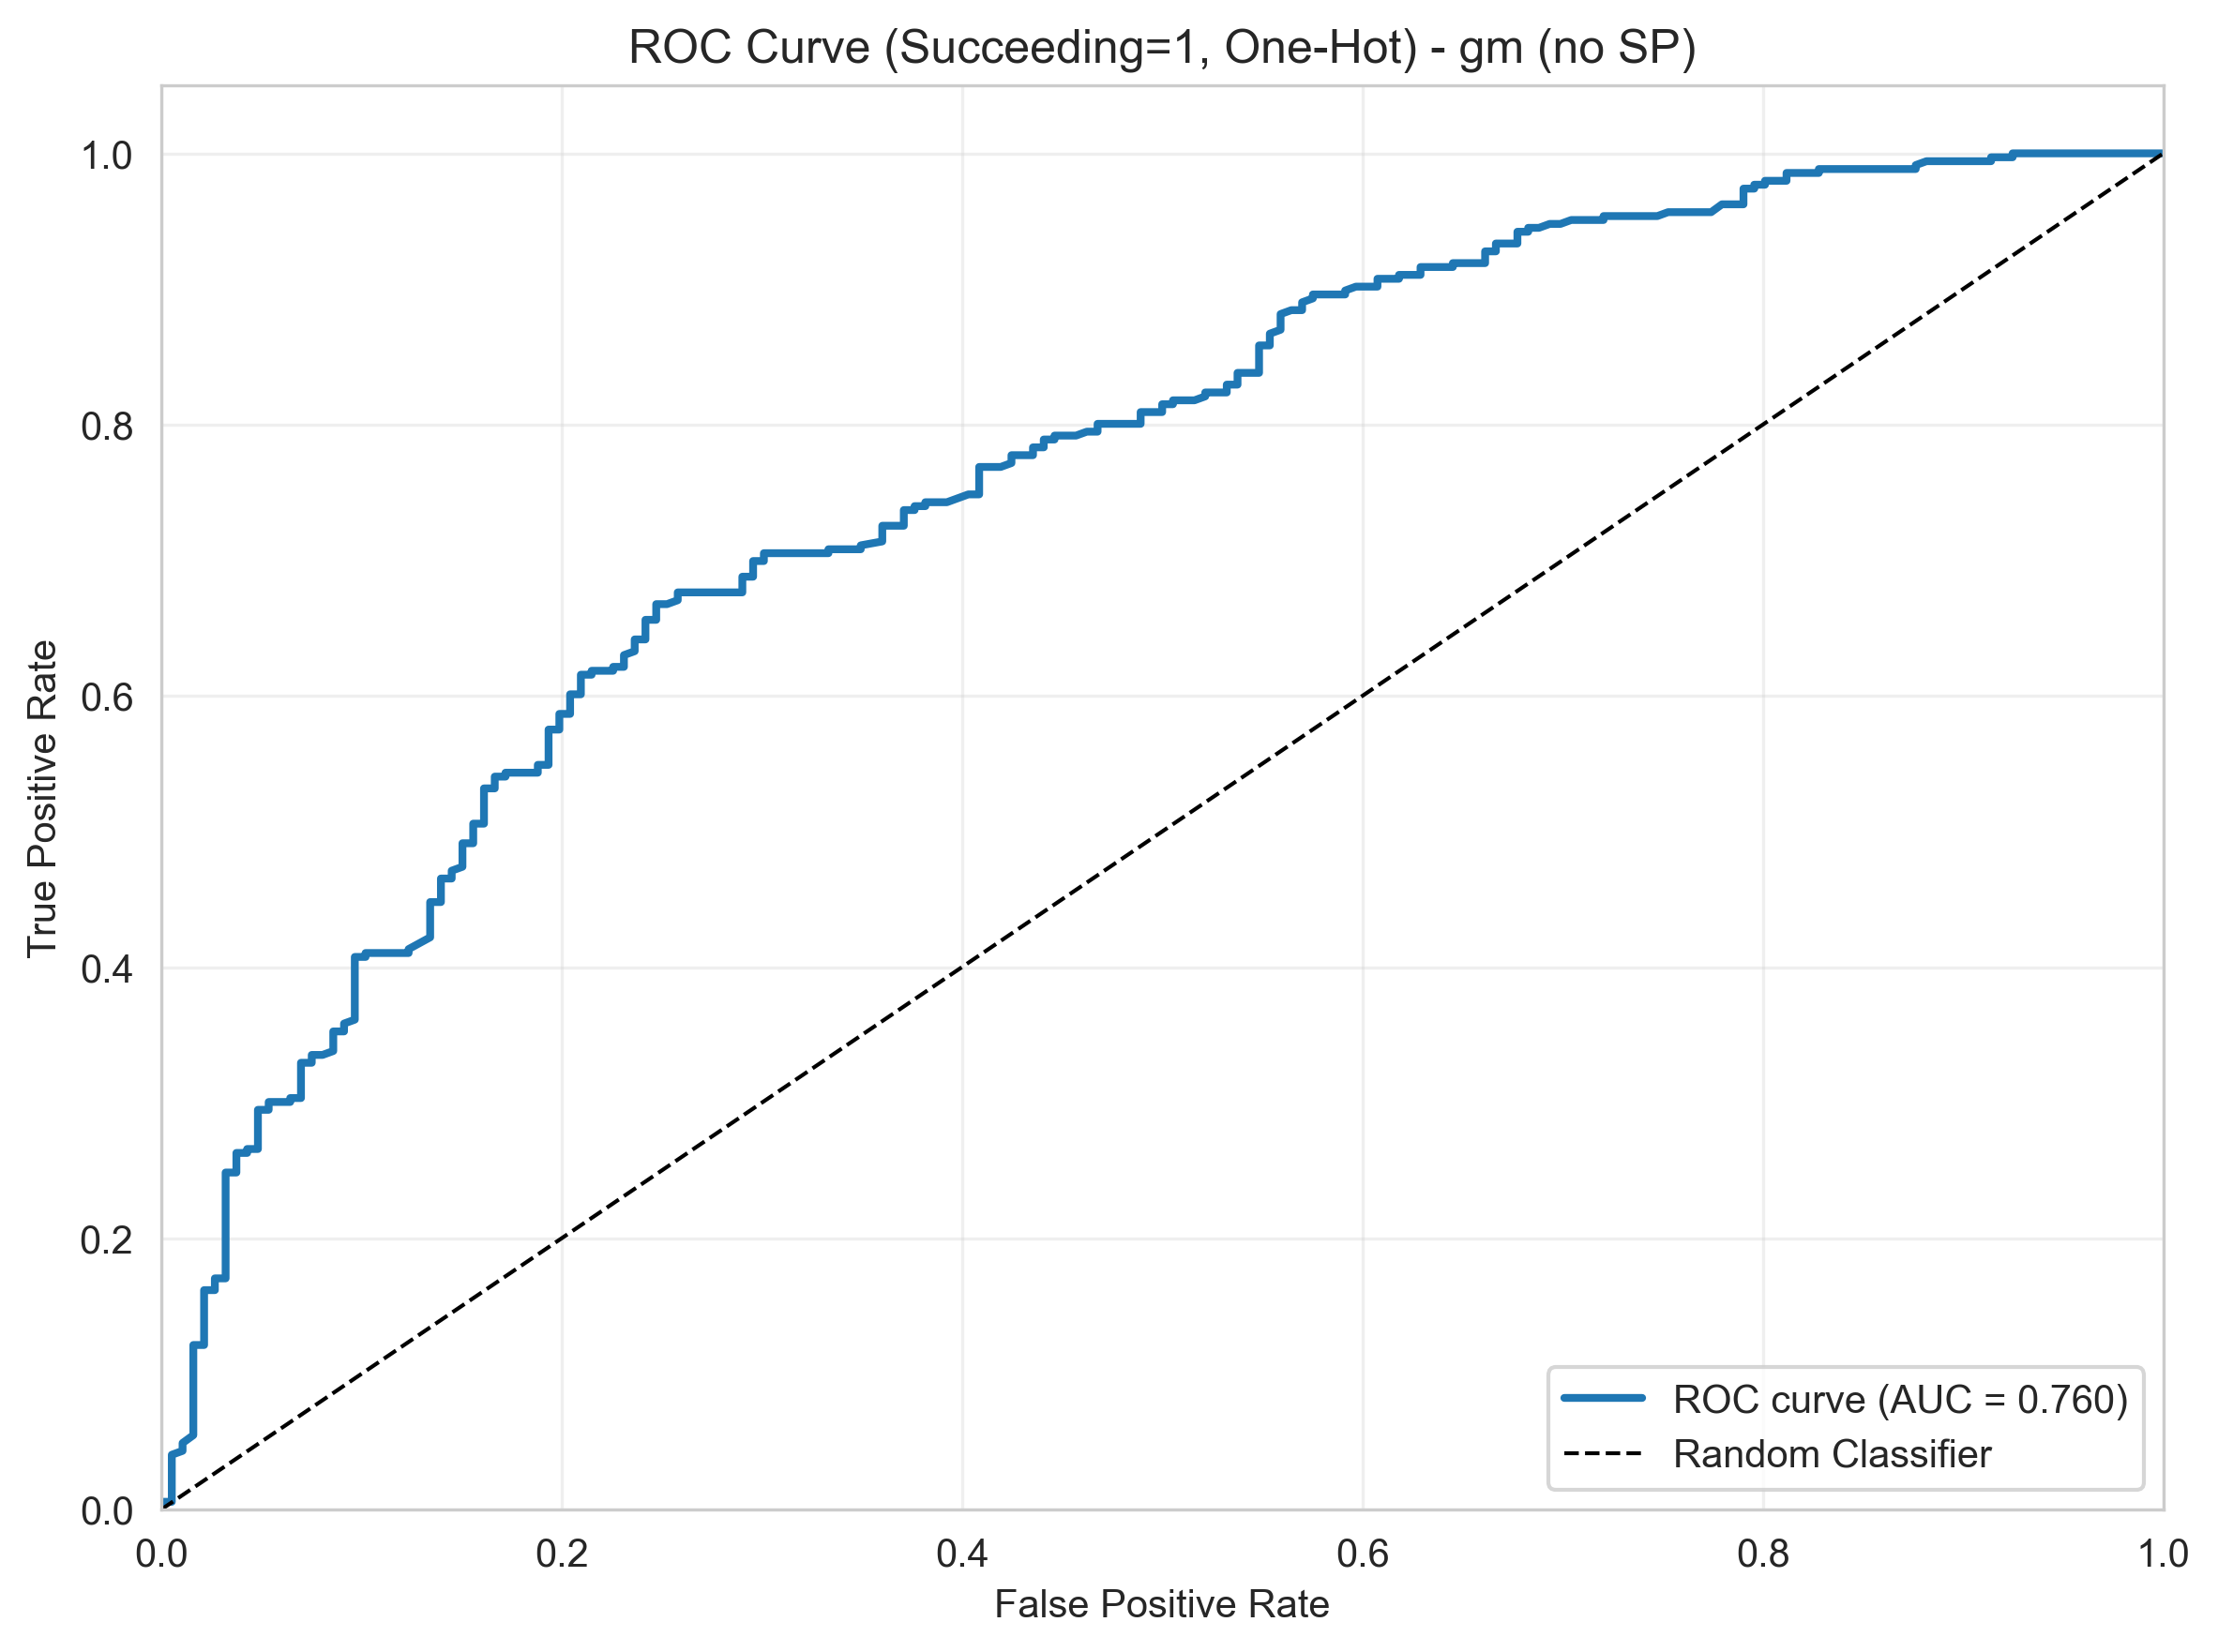 ROC Curve (Succeeding=1, One-Hot) - gm (no SP)
1.0
0.8
0.6
0.4
0.2
0.0
True Positive Rate
0.0 0.2 0.4 0.6 0.8 1.0
False Positive Rate
ROC curve (AUC = 0.760)
Random Classifier